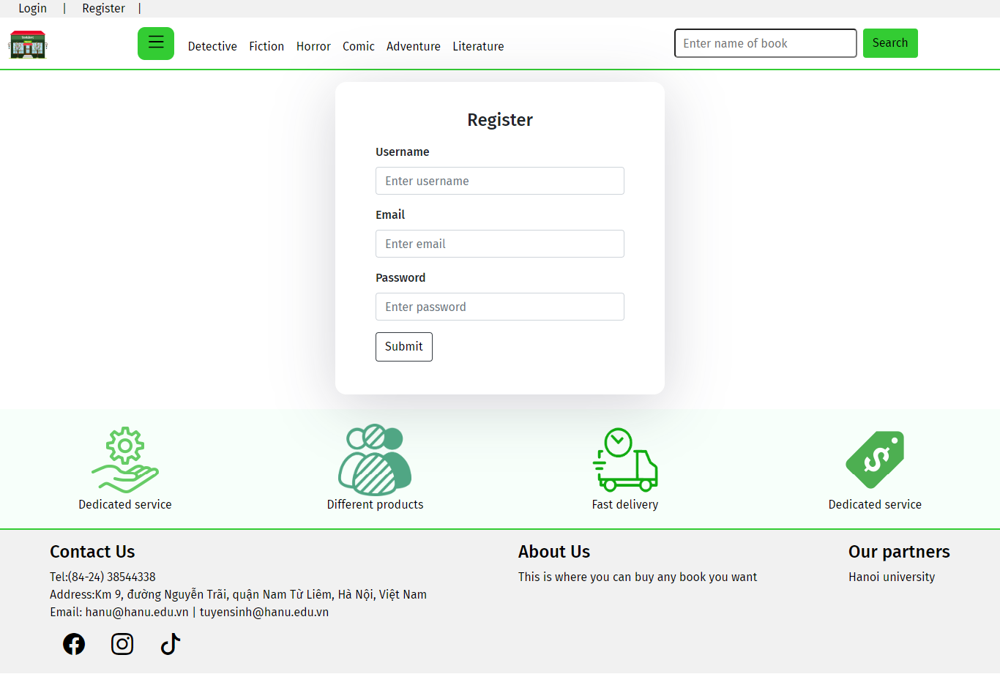 Login | Register |
Detective Fiction Horror Comic Adventure Literature Enter name of book Search
Register
Username
Enter username
Email
Enter email
Password
Enter password
Submit
Dedicated service Different products Fast delivery Dedicated service
Contact Us
Tel:(84-24) 38544338
Address:Km 9, đường Nguyễn Trãi, quận Nam Từ Liêm, Hà Nội, Việt Nam
Email: hanu@hanu.edu.vn | tuyensinh@hanu.edu.vn
About Us
This is where you can buy any book you want
Our partners
Hanoi university